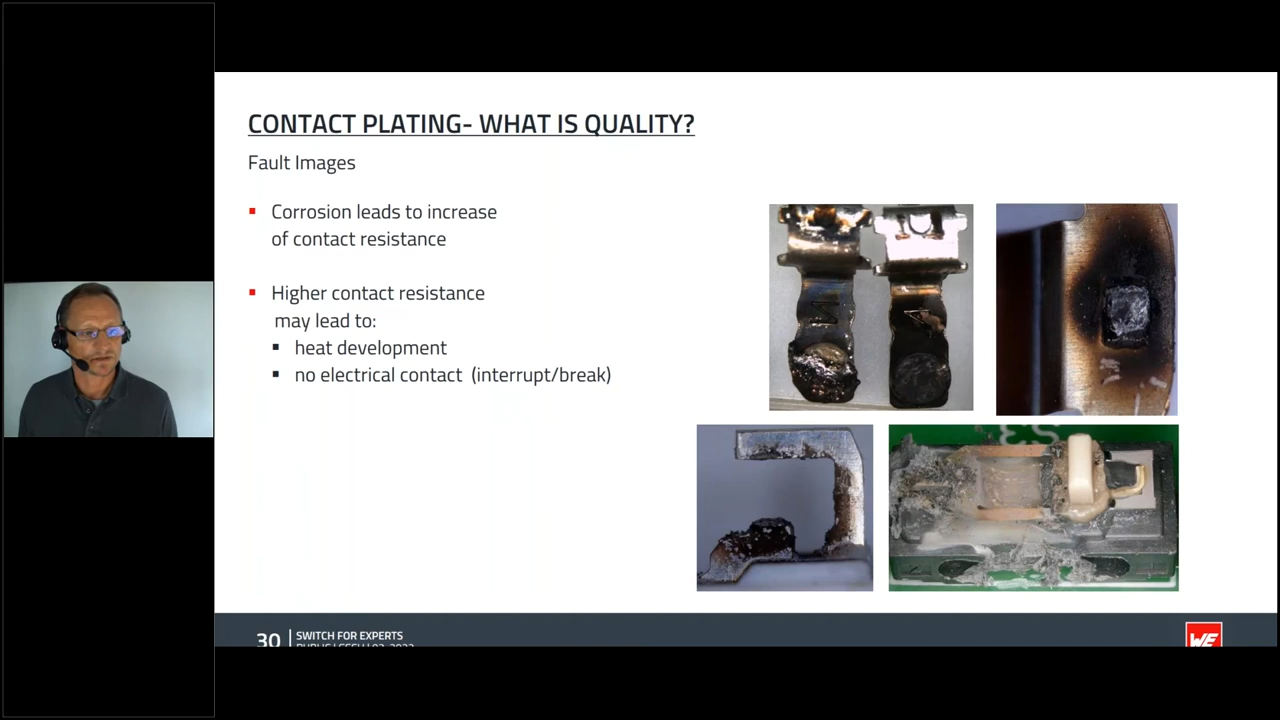 CONTACT PLATING- WHAT IS QUALITY?
Fault Images
▪ Corrosion leads to increase
of contact resistance
▪ Higher contact resistance
may lead to:
▪ heat development
▪ no electrical contact (interrupt/break)
30 | SWITCH FOR EXPERTS
WE